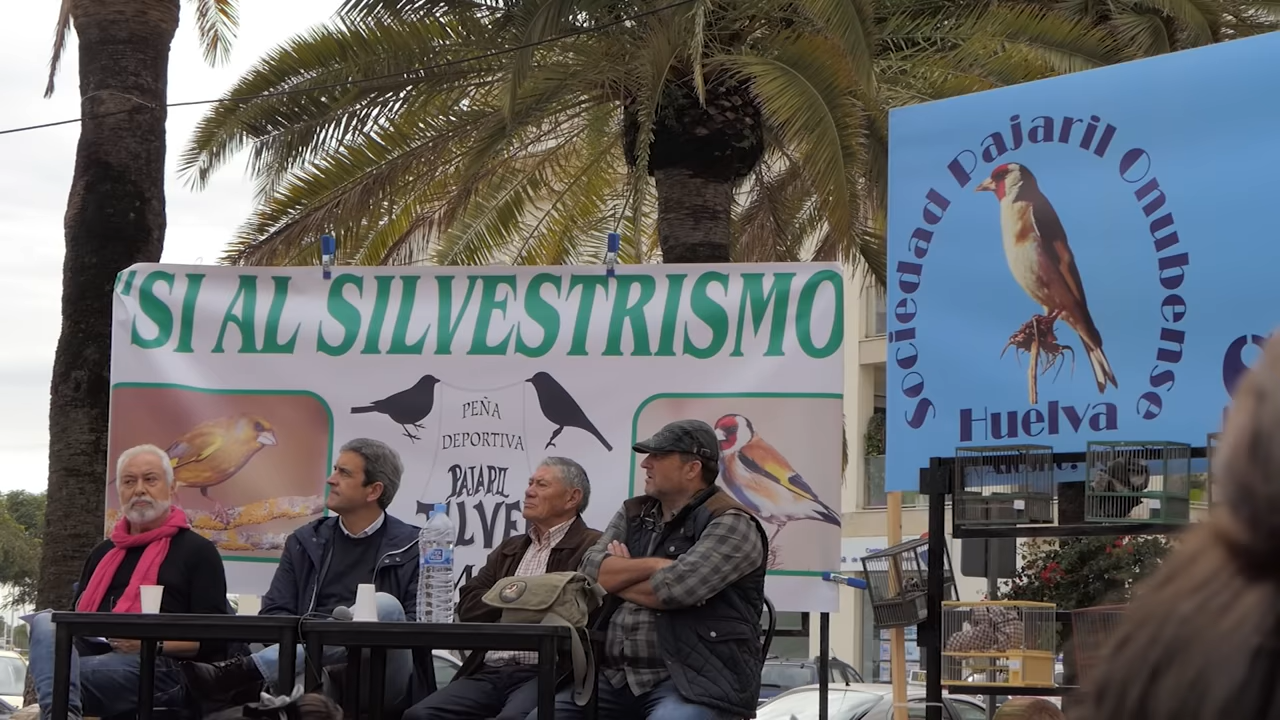 "SI AL SILVESTRISMO
PEÑA
DEPORTIVA
PAJARIL
Sociedad Pajaril Onubense
Huelva